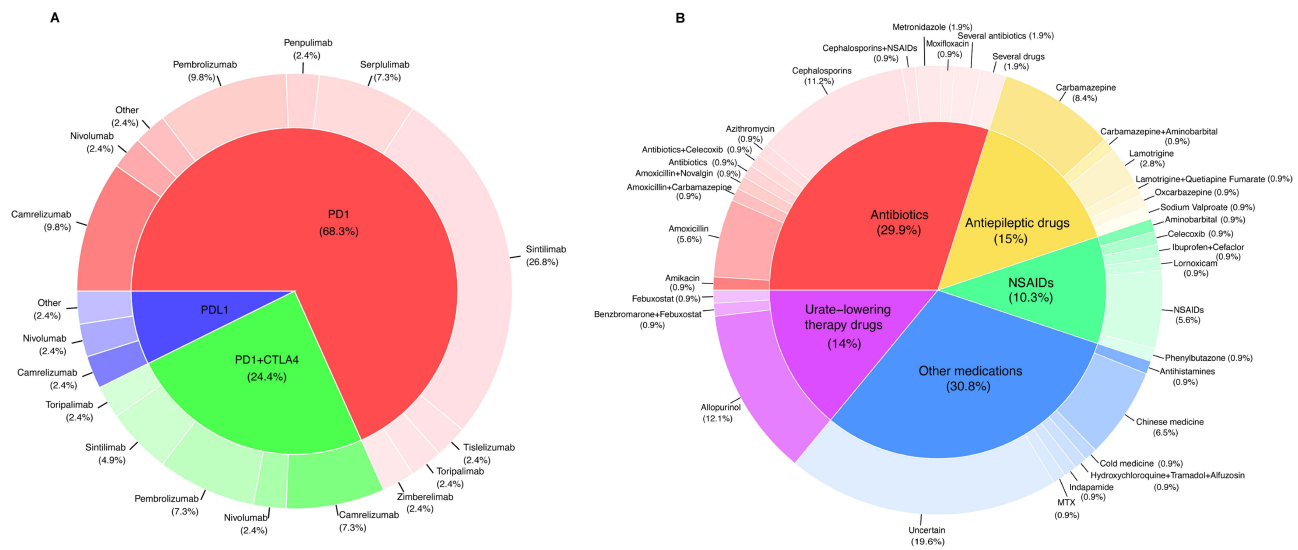 A
PD1
(68.3%)
PDL1
PD1+CTLA4
(24.4%)
Penpulimab
(2.4%)
Serplulimab
(7.3%)
Sintilimab
(26.8%)
Tislelizumab
(2.4%)
Toripalimab
(2.4%)
Zimberelimab
(2.4%)
Camrelizumab
(7.3%)
Nivolumab
(2.4%)
Pembrolizumab
(7.3%)
Sintilimab
(4.9%)
Toripalimab
(2.4%)
Camrelizumab
(2.4%)
Nivolumab
(2.4%)
Other
(2.4%)
Camrelizumab
(9.8%)
Nivolumab
(2.4%)
Other
(2.4%)
Pembrolizumab
(9.8%)
B
Antibiotics
(29.9%)
Antiepileptic drugs
(15%)
NSAIDs
(10.3%)
Other medications
(30.8%)
Urate−lowering
therapy drugs
(14%)
Metronidazole (1.9%)
Moxifloxacin
(0.9%)
Several antibiotics (1.9%)
Several drugs
(1.9%)
Carbamazepine
(8.4%)
Carbamazepine+Aminobarbital
(0.9%)
Lamotrigine
(2.8%)
Lamotrigine+Quetiapine Fumarate (0.9%)
Oxcarbazepine (0.9%)
Sodium Valproate (0.9%)
Aminobarbital (0.9%)
Celecoxib (0.9%)
Ibuprofen+Cefaclor
(0.9%)
Lornoxicam
(0.9%)
NSAIDs
(5.6%)
Phenylbutazone (0.9%)
Antihistamines
(0.9%)
Chinese medicine
(6.5%)
Cold medicine (0.9%)
Hydroxychloroquine+Tramadol+Alfuzosin
(0.9%)
Indapamide
(0.9%)
MTX
(0.9%)
Uncertain
(19.6%)
Allopurinol
(12.1%)
Benzbromarone+Febuxostat
(0.9%)
Febuxostat (0.9%)
Amikacin
(0.9%)
Amoxicillin
(5.6%)
Amoxicillin+Carbamazepine
(0.9%)
Amoxicillin+Novalgin (0.9%)
Antibiotics (0.9%)
Antibiotics+Celecoxib (0.9%)
Azithromycin
(0.9%)
Cephalosporins
(11.2%)
Cephalosporins+NSAIDs
(0.9%)